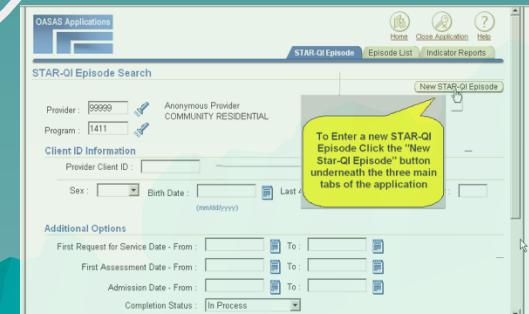 OASAS Applications
Home Close Application Help
STAR-QI Episode Episode List Indicator Reports
STAR-QI Episode Search
New STAR-QI Episode
Provider : 99999 Anonymous Provider
Program : 1411 COMMUNITY RESIDENTIAL
To Enter a new STAR-QI
Episode Click the "New
Star-QI Episode" button
underneath the three main
tabs of the application
Client ID Information
Provider Client ID :
Sex : Birth Date : Last
(mm/dd/yyyy)
Additional Options
First Request for Service Date - From : To :
First Assessment Date - From : To :
Admission Date - From : To :
Completion Status : In Process